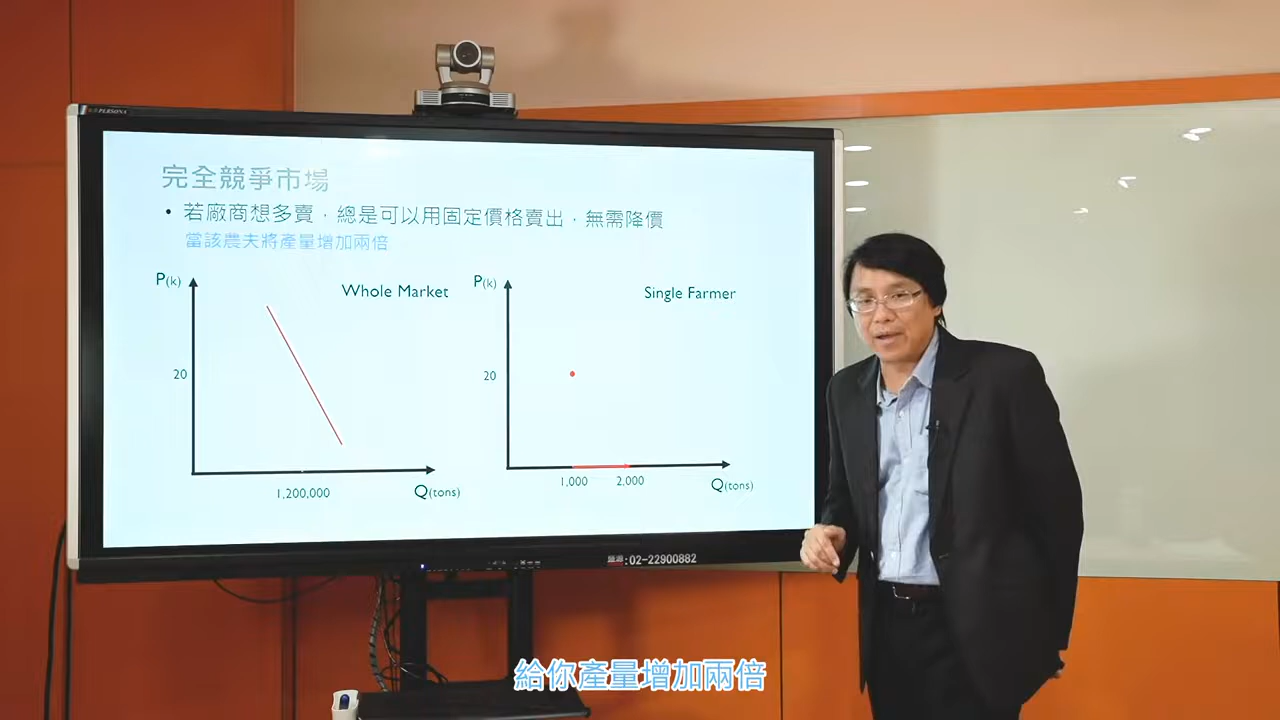 PERSONA
完全競爭市場
• 若廠商想多賣，總是可以用固定價格賣出，無需降價
當該農夫將產量增加兩倍
P(k)
Whole Market
20
1,200,000
Q(tons)
P(k)
Single Farmer
20
1,000
2,000
Q(tons)
:02-22900882
給你產量增加兩倍